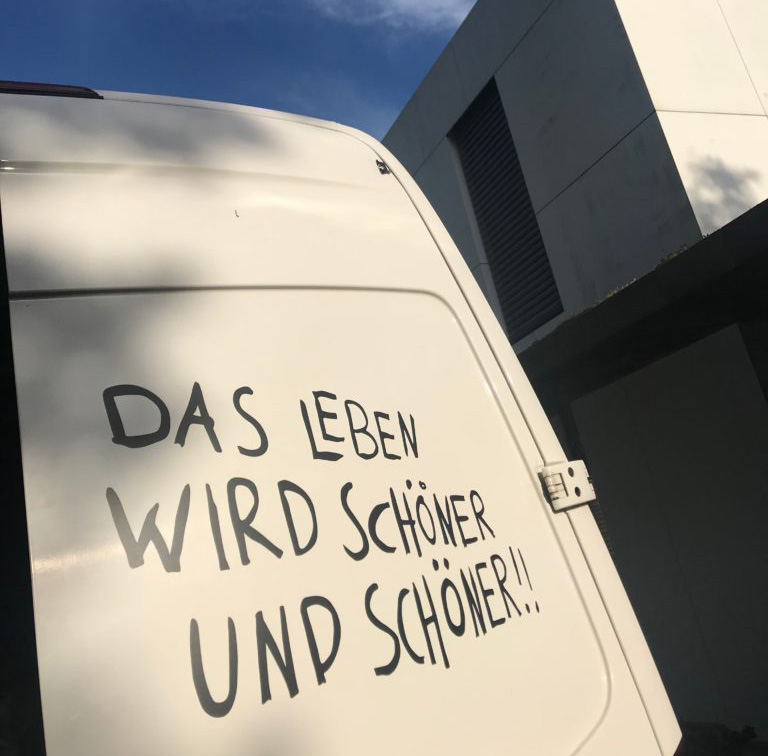 DAS LEBEN
WIRD SCHÖNER
UND SCHÖNER!!